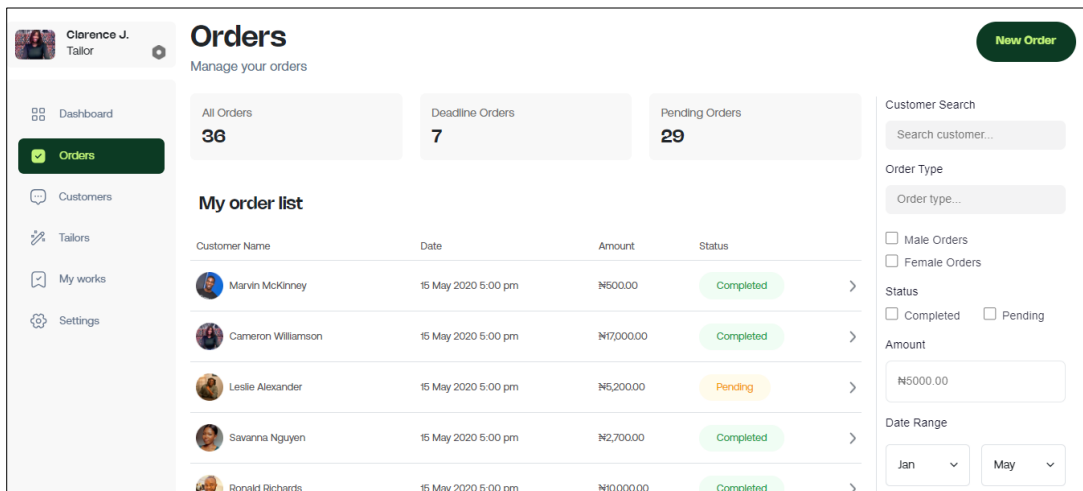 Clarence J.
Tailor
Dashboard
Orders
Customers
Tailors
My works
Settings
Orders
Manage your orders
New Order
All Orders
36
Deadline Orders
7
Pending Orders
29
My order list
Customer Name Date Amount Status
Marvin McKinney 15 May 2020 5:00 pm ₦500.00 Completed
Cameron Williamson 15 May 2020 5:00 pm ₦17,000.00 Completed
Leslie Alexander 15 May 2020 5:00 pm ₦5,200.00 Pending
Savanna Nguyen 15 May 2020 5:00 pm ₦2,700.00 Completed
Ronald Richards 15 May 2020 5:00 pm ₦10,000.00 Completed
Customer Search
Search customer...
Order Type
Order type...
Male Orders
Female Orders
Status
Completed Pending
Amount
₦5000.00
Date Range
Jan May